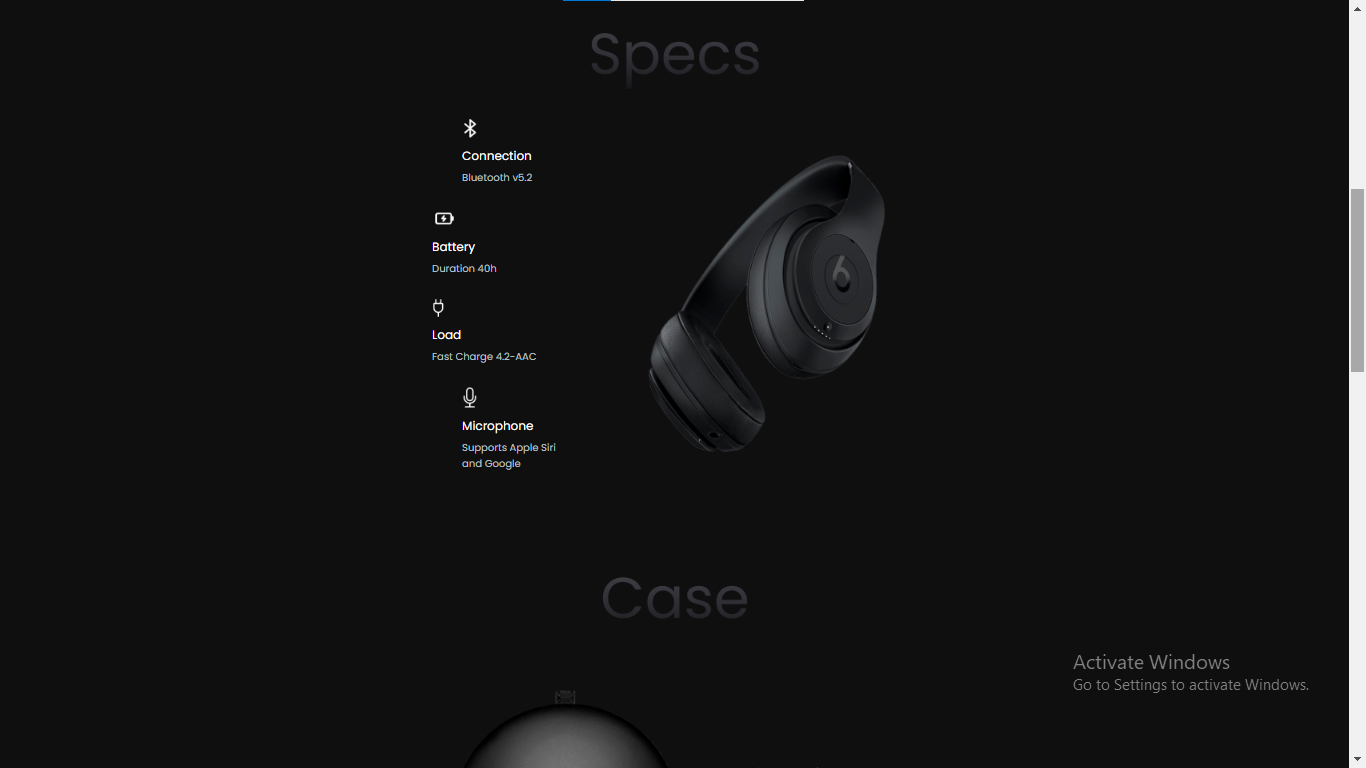 Specs
Connection
Bluetooth v5.2
Battery
Duration 40h
Load
Fast Charge 4.2-AAC
Microphone
Supports Apple Siri
and Google
Case
Activate Windows
Go to Settings to activate Windows.